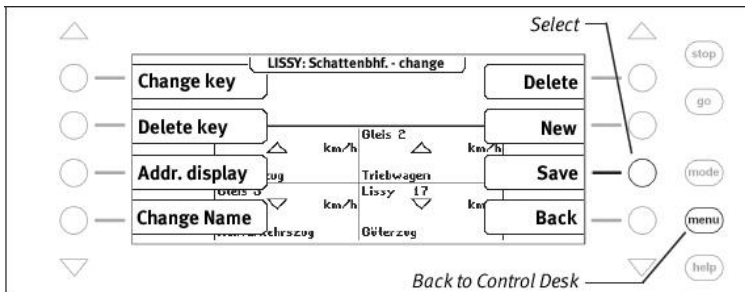 Select
LISSY: Schattenbhf. - change
Change key
Delete
stop
go
Delete key
New
Gleis 2
km/h
km/h
Addr. display
Save
mode
zug
Triebwagen
Lissy 17
km/h
Change Name
Back
menu
Güterzug
Back to Control Desk
help